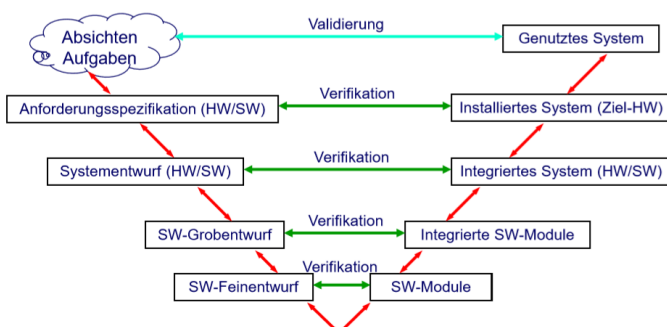 Absichten
Aufgaben
Validierung
Genutztes System
Anforderungsspezifikation (HW/SW)
Verifikation
Installiertes System (Ziel-HW)
Systementwurf (HW/SW)
Verifikation
Integriertes System (HW/SW)
SW-Grobentwurf
Verifikation
Integrierte SW-Module
SW-Feinentwurf
Verifikation
SW-Module